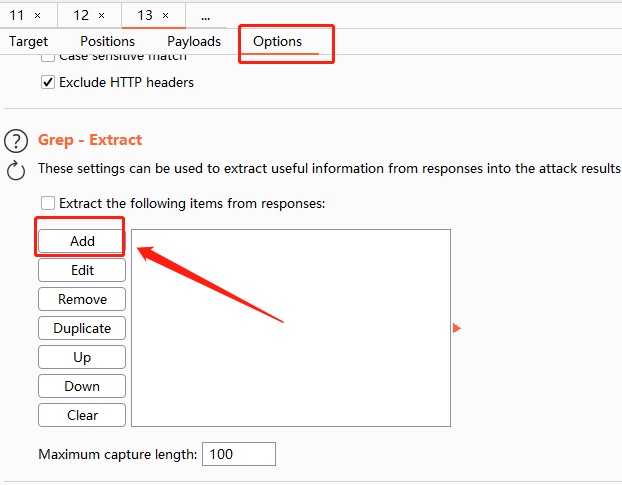 11 × 12 × 13 × ...
Target Positions Payloads Options
Case sensitive match
Exclude HTTP headers
? Grep - Extract
These settings can be used to extract useful information from responses into the attack results
Extract the following items from responses:
Add
Edit
Remove
Duplicate
Up
Down
Clear
Maximum capture length: 100